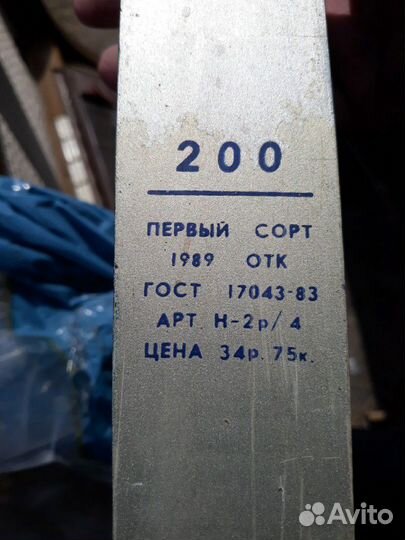 200
ПЕРВЫЙ СОРТ
1989 ОТК
ГОСТ 17043-83
АРТ. Н-2р/4
ЦЕНА 34р. 75к.
Avito